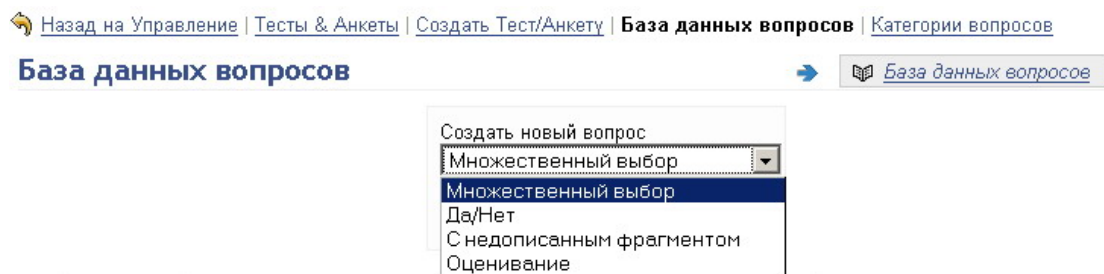 Назад на Управление | Тесты & Анкеты | Создать Тест/Анкету | База данных вопросов | Категории вопросов
База данных вопросов
База данных вопросов
Создать новый вопрос
Множественный выбор
Множественный выбор
Да/Нет
С недописанным фрагментом
Оценивание